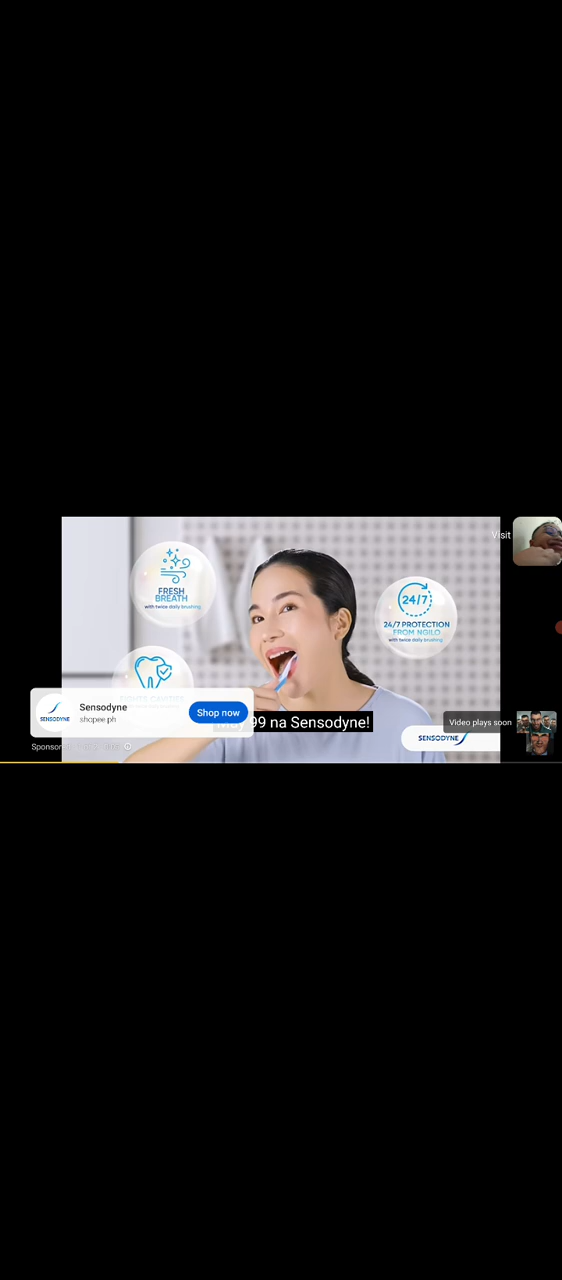 Visit
FRESH
BREATH
with twice daily brushing
24/7
24/7 PROTECTION
FROM NGILO
with twice daily brushing
Sensodyne
shopee.ph
SENSODYNE
Shop now
99 na Sensodyne!
Video plays soon
SENSODYNE